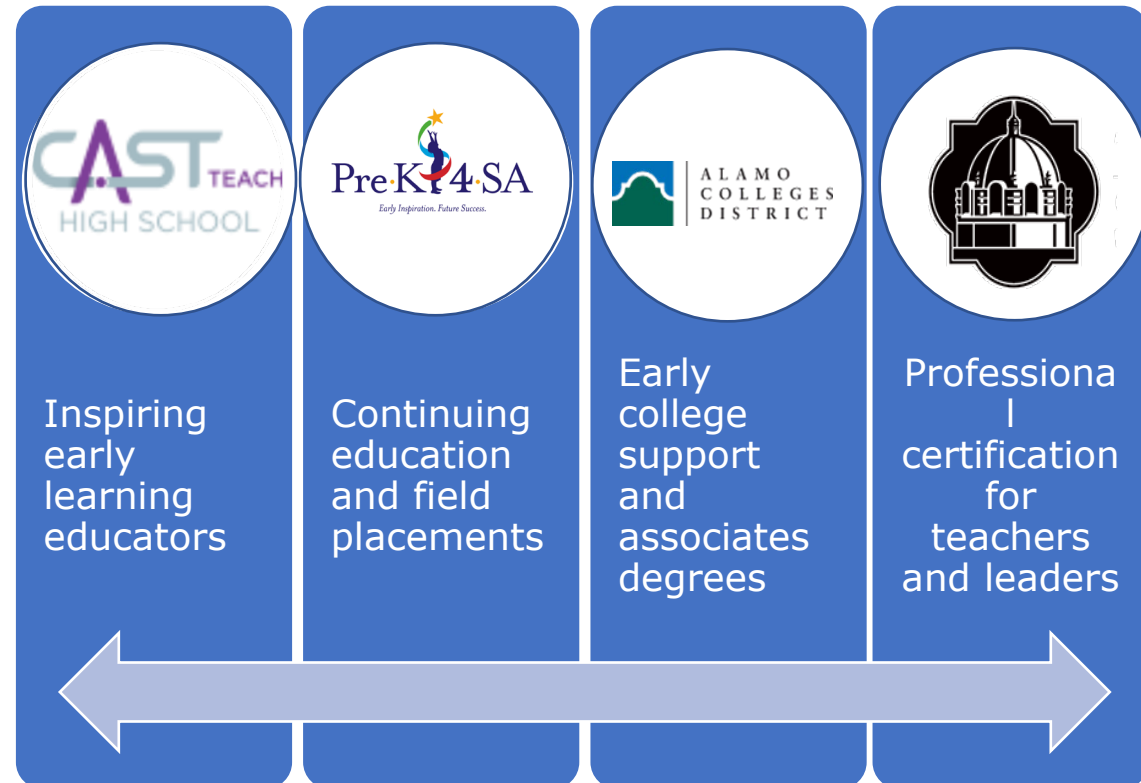 CAST TEACH
HIGH SCHOOL
Inspiring
early
learning
educators
Pre·K 4·SA
Early Inspiration. Future Success.
Continuing
education
and field
placements
ALAMO
COLLEGES
DISTRICT
Early
college
support
and
associates
degrees
Professiona
l
certification
for
teachers
and leaders